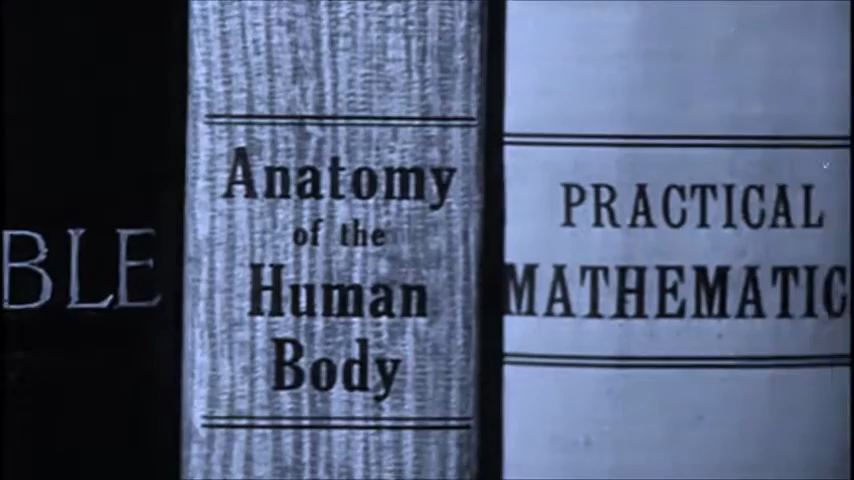 BLE
Anatomy
of the
Human
Body
PRACTICAL
MATHEMATIC